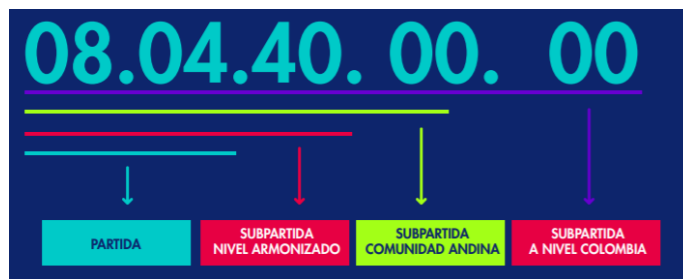 08.04.40. 00. 00
PARTIDA
SUBPARTIDA
NIVEL ARMONIZADO
SUBPARTIDA
COMUNIDAD ANDINA
SUBPARTIDA
A NIVEL COLOMBIA